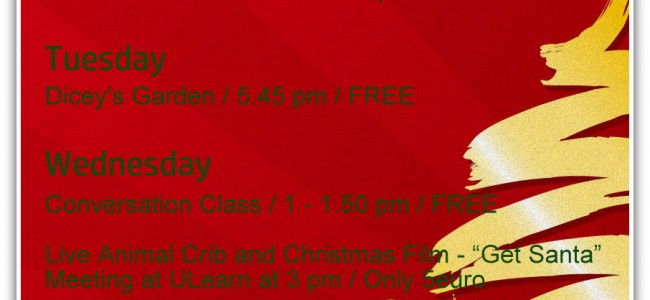 Tuesday
Dicey's Garden / 5.45 pm / FREE
Wednesday
Conversation Class / 1 - 1.50 pm / FREE
Live Animal Crib and Christmas Film - “Get Santa”
Meeting at ULearn at 3 pm / Only 5euro